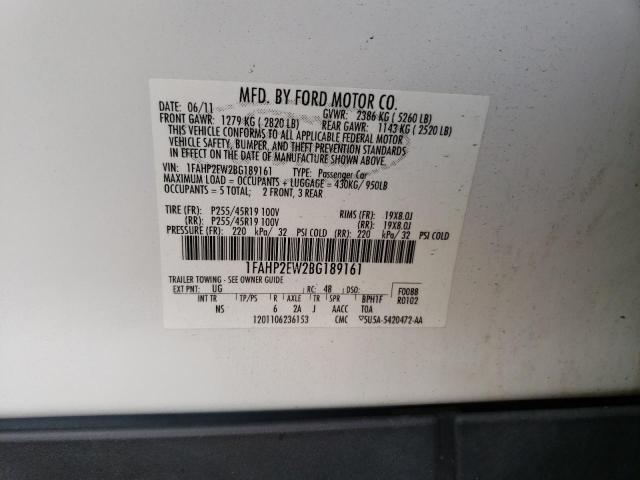 MFD. BY FORD MOTOR CO.
DATE: 06/11 GVWR: 2386 KG ( 5260 LB)
FRONT GAWR: 1279 KG ( 2820 LB) REAR GAWR: 1143 KG ( 2520 LB)
THIS VEHICLE CONFORMS TO ALL APPLICABLE FEDERAL MOTOR
VEHICLE SAFETY, BUMPER, AND THEFT PREVENTION STANDARDS
IN EFFECT ON THE DATE OF MANUFACTURE SHOWN ABOVE.
VIN: 1FAHP2EW2BG189161 TYPE: Passenger Car
MAXIMUM LOAD = OCCUPANTS + LUGGAGE = 430KG/ 950LB
OCCUPANTS = 5 TOTAL; 2 FRONT, 3 REAR
TIRE (FR): P255/45R19 100V RIMS (FR): 19X8.0J
(RR): P255/45R19 100V (RR): 19X8.0J
PRESSURE (FR): 220 kPa/ 32 PSI COLD (RR): 220 kPa/ 32 PSI COLD
1FAHP2EW2BG189161
TRAILER TOWING - SEE OWNER GUIDE
EXT PNT: UG RC: 48 DSO: F0088
INT TR TP/PS R AXLE TR SPR BPH1F R0102
NS 6 2A J AACC TOA
1201106236153 CMC 5U5A-5420472-AA